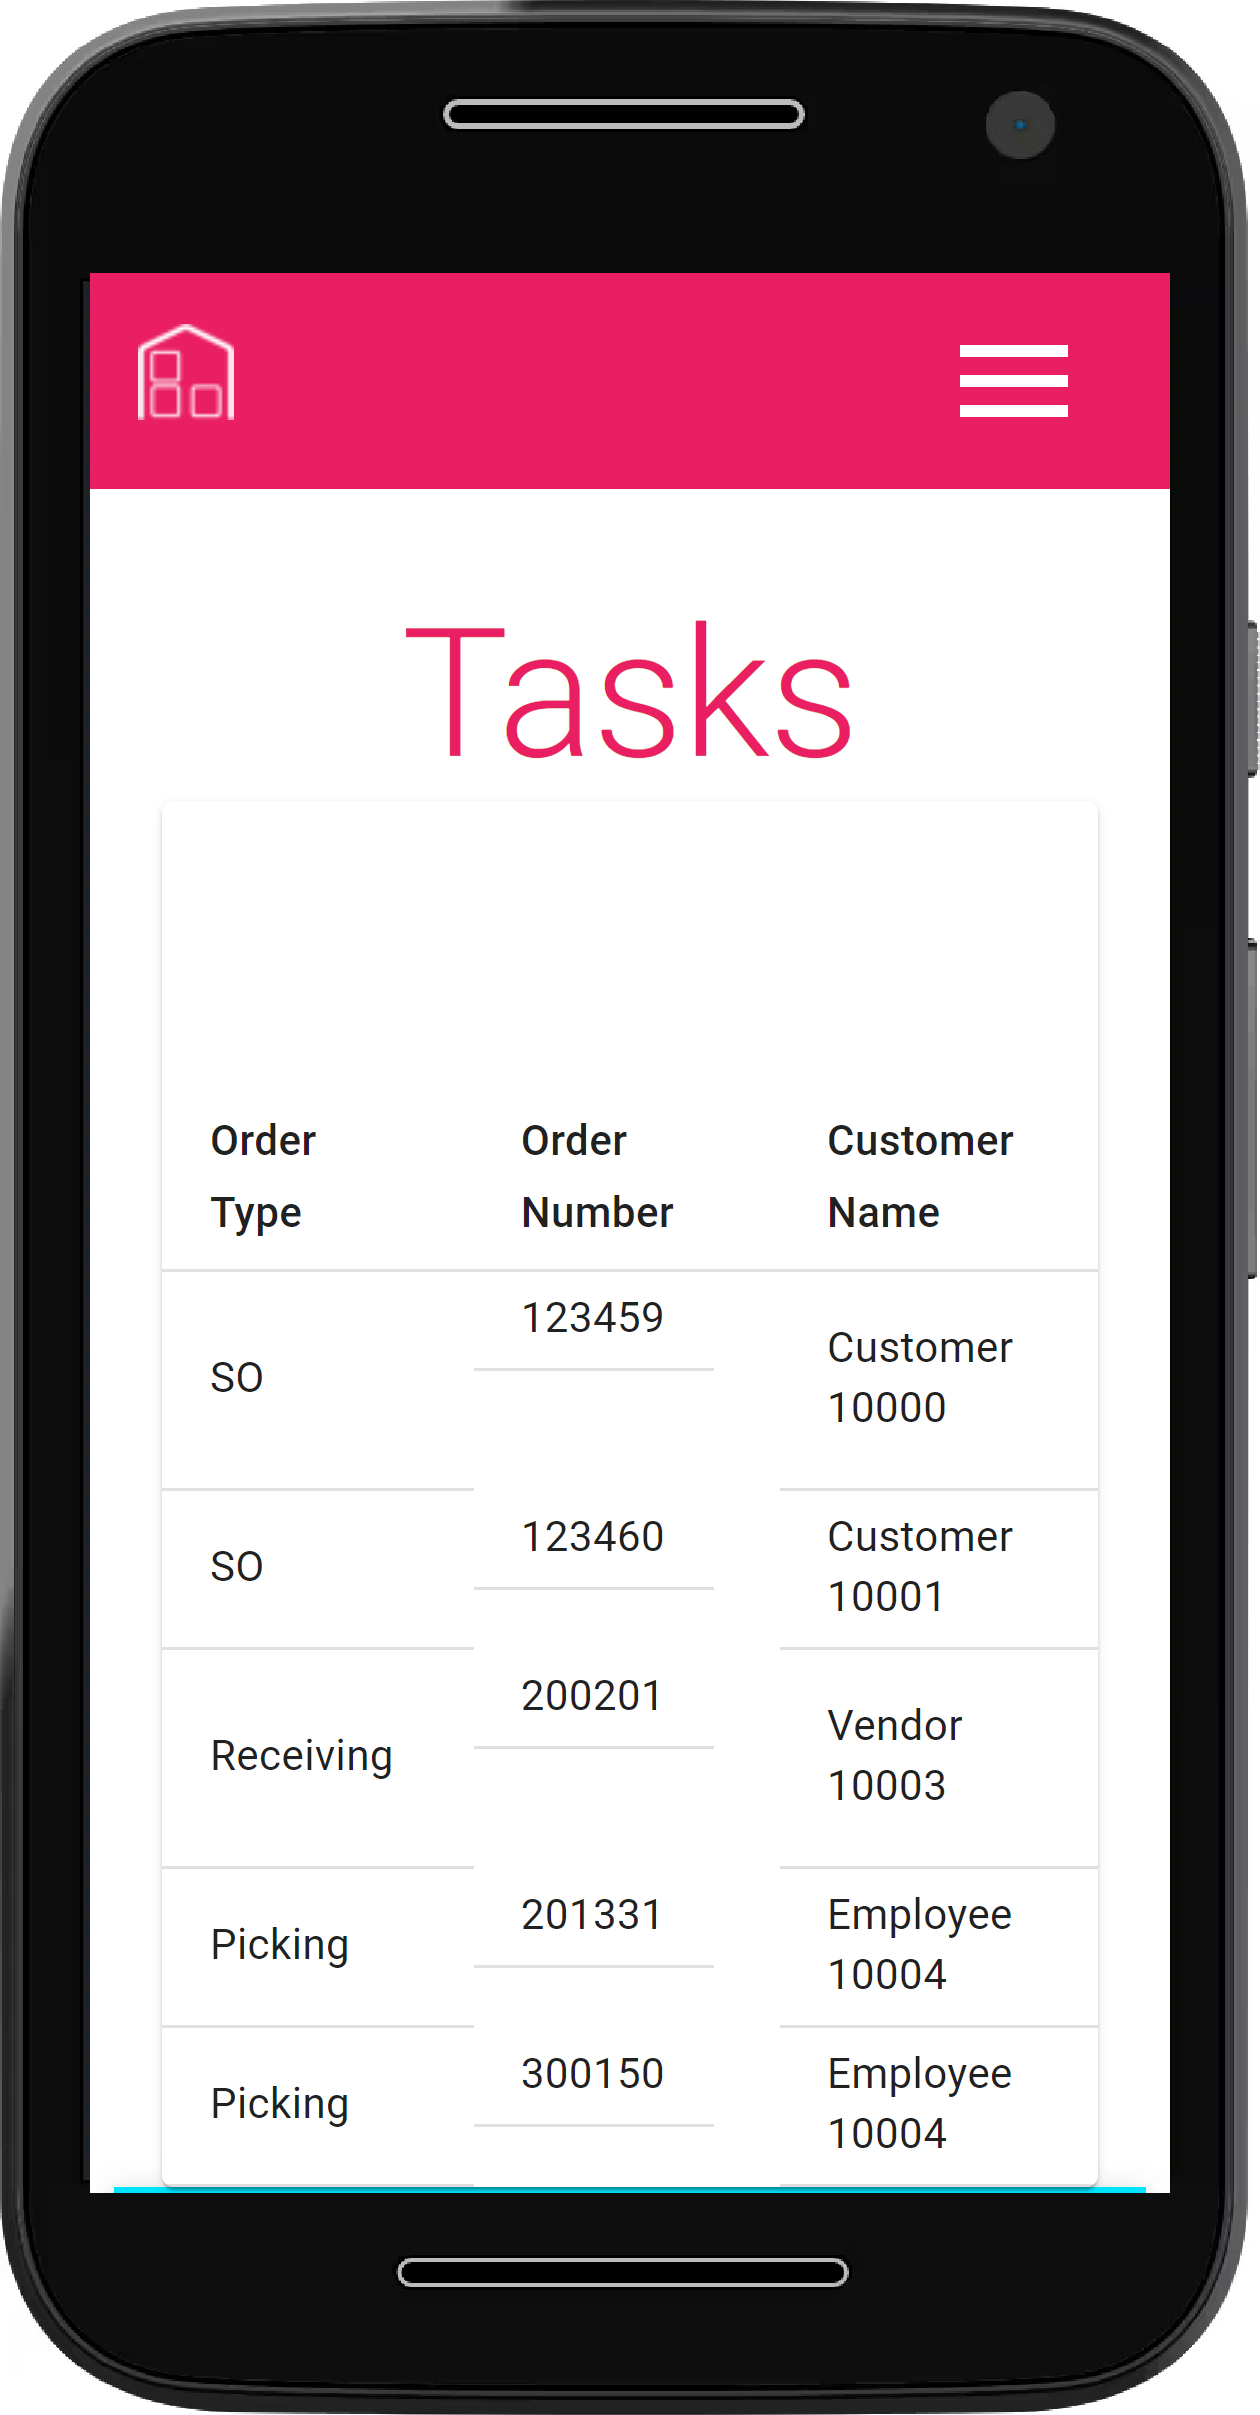 Tasks
Order Type
Order Number
Customer Name
SO
123459
Customer 10000
SO
123460
Customer 10001
Receiving
200201
Vendor 10003
Picking
201331
Employee 10004
Picking
300150
Employee 10004